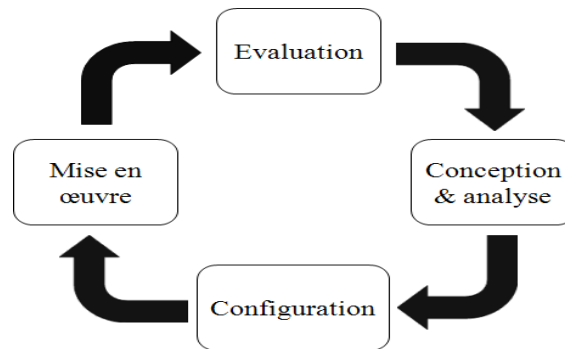 Evaluation
Conception
& analyse
Configuration
Mise en
œuvre